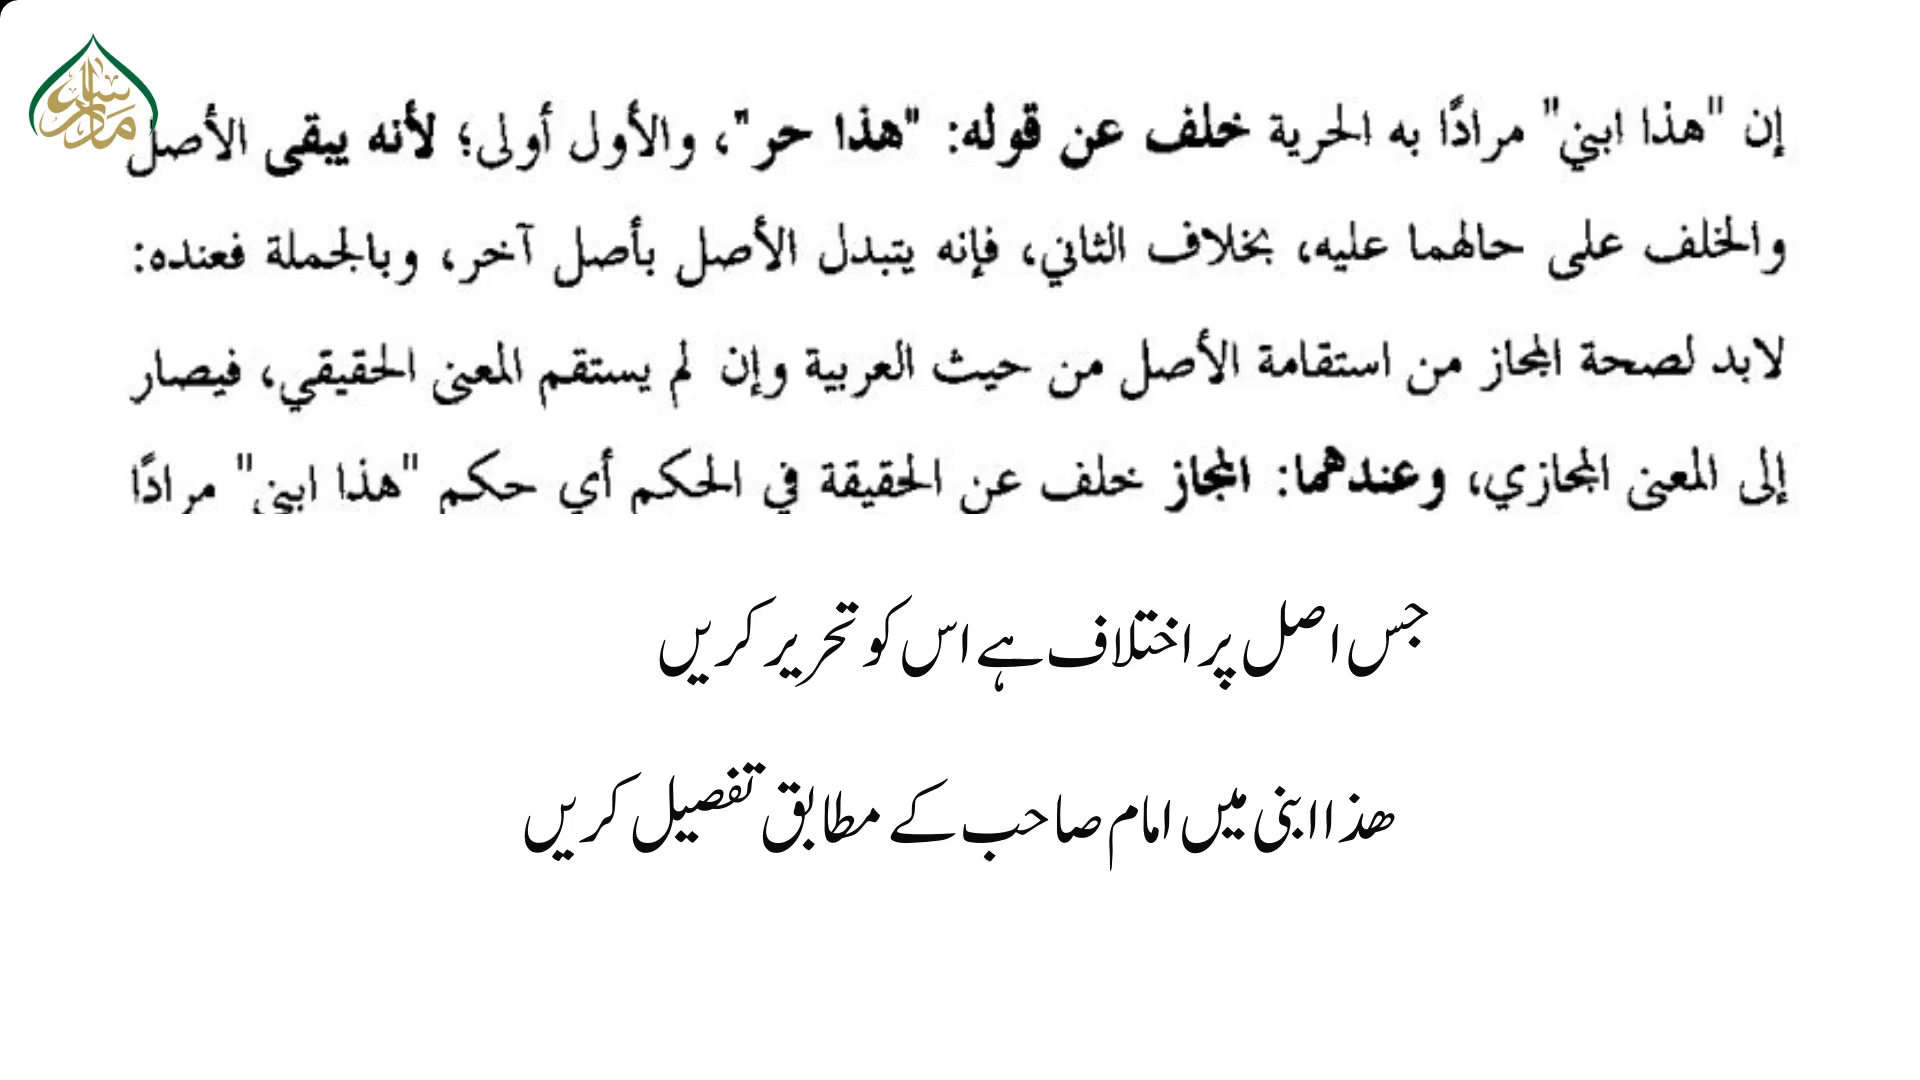 مدارس
إن "هذا ابني" مرادًا به الحرية خلف عن قوله: "هذا حر"، والأول أولى؛ لأنه يبقى الأصل
والخلف على حالهما عليه، بخلاف الثاني، فإنه يتبدل الأصل بأصل آخر، وبالجملة فعنده:
لابد لصحة المجاز من استقامة الأصل من حيث العربية وإن لم يستقم المعنى الحقيقي، فيصار
إلى المعنى المجازي، وعندهما: المجاز خلف عن الحقيقة في الحكم أي حكم "هذا ابني" مرادًا
جس اصل پر اختلاف ہے اس کو تحریر کریں
ھذا ابنی میں امام صاحب کے مطابق تفصیل کریں